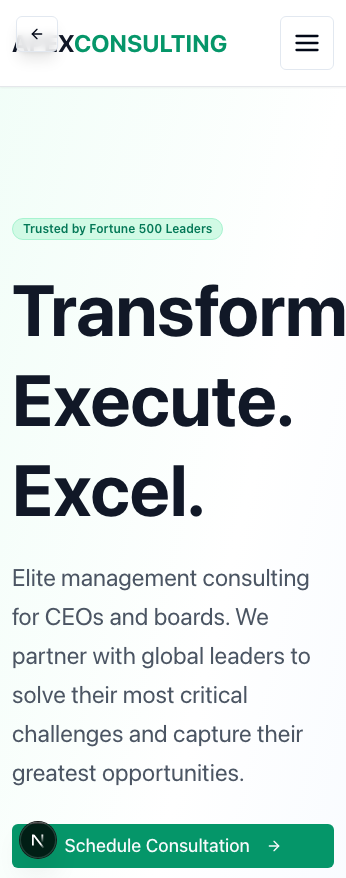 APEXCONSULTING
Trusted by Fortune 500 Leaders
Transform
Execute.
Excel.
Elite management consulting
for CEOs and boards. We
partner with global leaders to
solve their most critical
challenges and capture their
greatest opportunities.
N
Schedule Consultation